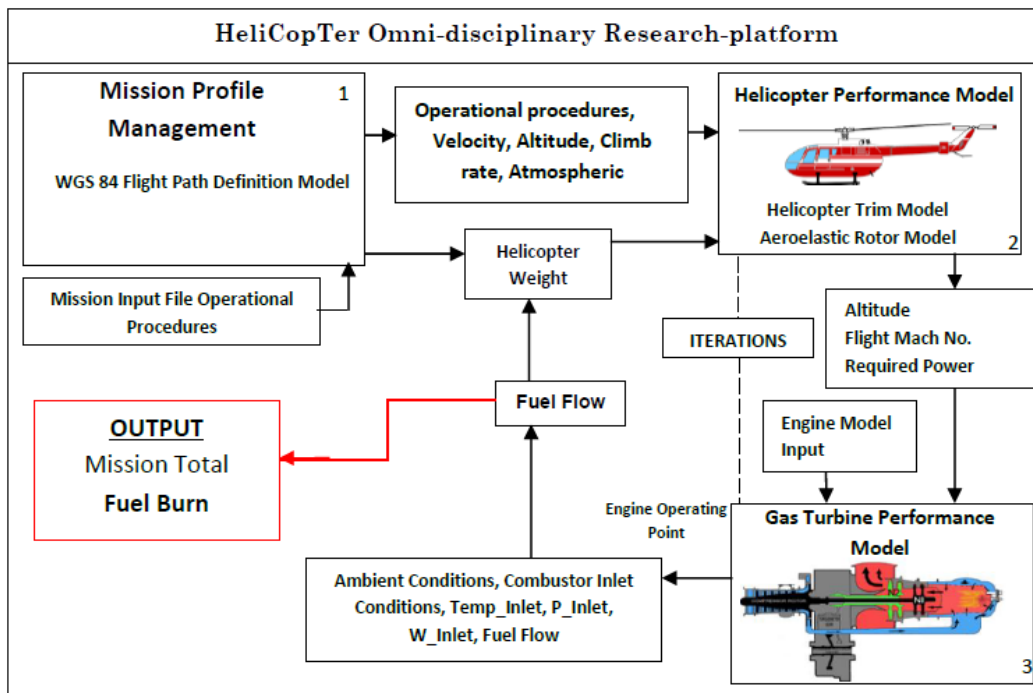 HeliCopTer Omni-disciplinary Research-platform
Mission Profile
Management
1
WGS 84 Flight Path Definition Model
Operational procedures,
Velocity, Altitude, Climb
rate, Atmospheric
Helicopter Performance Model
Helicopter Trim Model
Aeroelastic Rotor Model
2
Mission Input File Operational
Procedures
Helicopter
Weight
ITERATIONS
Altitude
Flight Mach No.
Required Power
Fuel Flow
OUTPUT
Mission Total
Fuel Burn
Engine Model
Input
Engine Operating
Point
Gas Turbine Performance
Model
3
Ambient Conditions, Combustor Inlet
Conditions, Temp_Inlet, P_Inlet,
W_Inlet, Fuel Flow